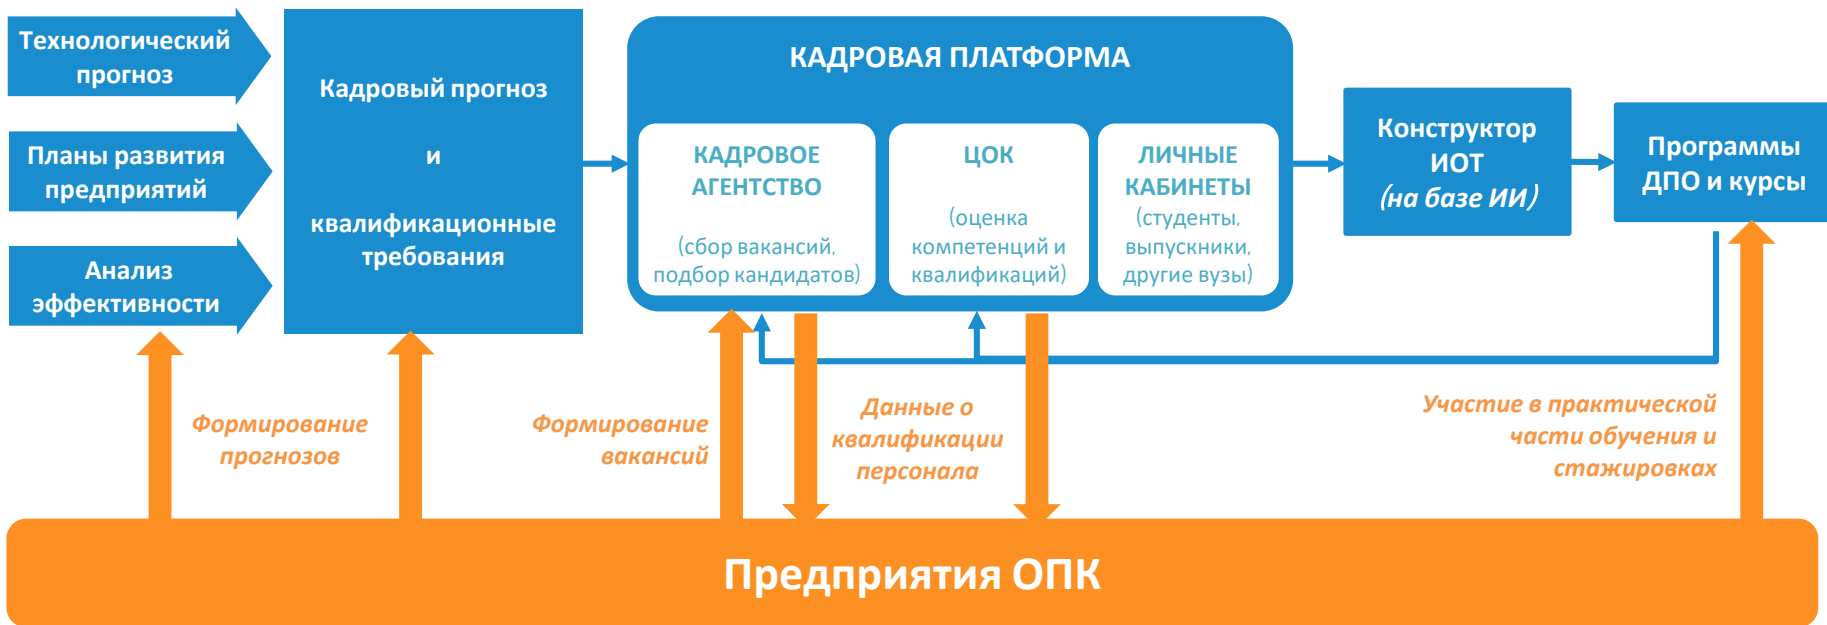 Технологический
прогноз
Планы развития
предприятий
Анализ
эффективности
Кадровый прогноз
и
квалификационные
требования
КАДРОВАЯ ПЛАТФОРМА
КАДРОВОЕ
АГЕНТСТВО
(сбор вакансий,
подбор кандидатов)
ЦОК
(оценка
компетенций и
квалификаций)
ЛИЧНЫЕ
КАБИНЕТЫ
(студенты,
выпускники,
другие вузы)
Конструктор
ИОТ
(на базе ИИ)
Программы
ДПО и курсы
Формирование
прогнозов
Формирование
вакансий
Данные о
квалификации
персонала
Участие в практической
части обучения и
стажировках
Предприятия ОПК